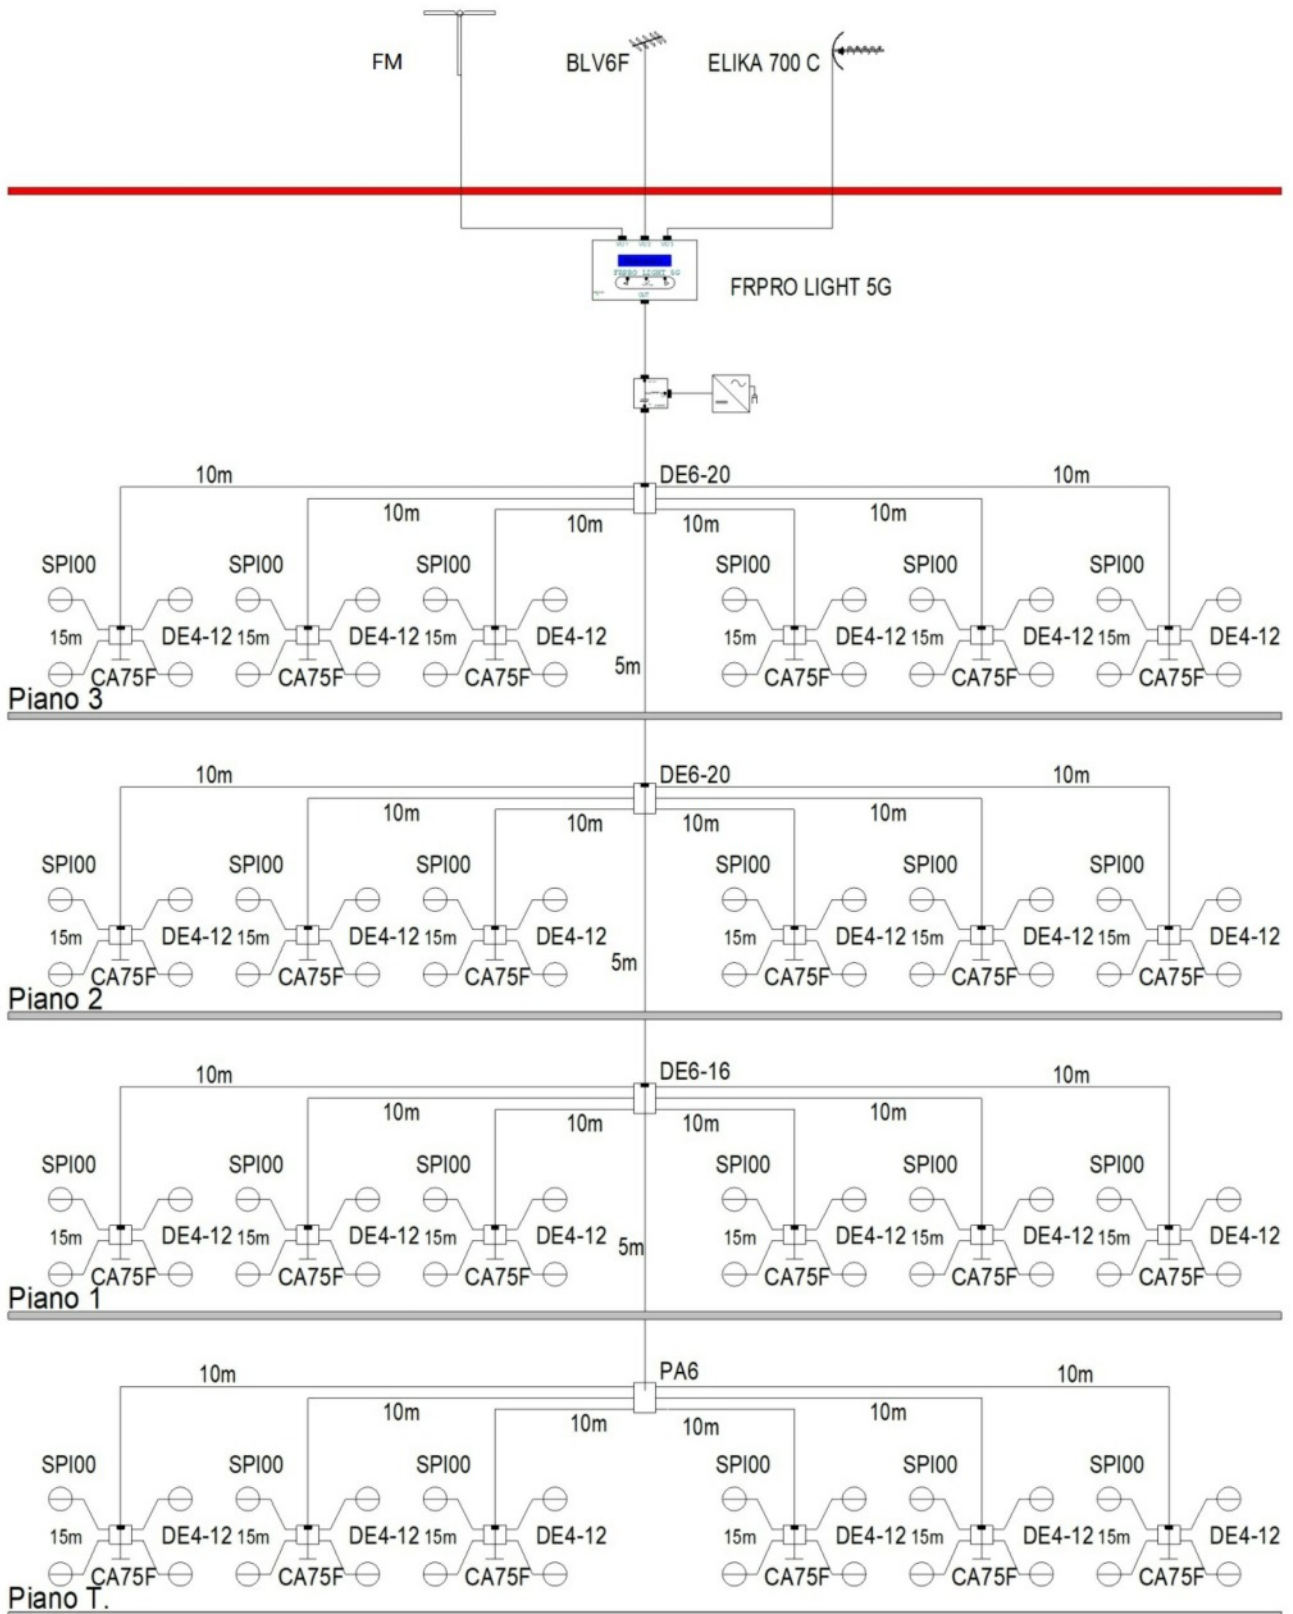 FM BLV6F ELIKA 700 C
VU1 VU2 VU3
FRPRO LIGHT 5G
OUT
FRPRO LIGHT 5G
10m DE6-20 10m
10m 10m
10m 10m
SPI00 SPI00 SPI00 SPI00 SPI00 SPI00
15m DE4-12 15m DE4-12 15m DE4-12 15m DE4-12 15m DE4-12 15m DE4-12
5m
CA75F CA75F CA75F CA75F CA75F CA75F
Piano 3
10m DE6-20 10m
10m 10m
10m 10m
SPI00 SPI00 SPI00 SPI00 SPI00 SPI00
15m DE4-12 15m DE4-12 15m DE4-12 15m DE4-12 15m DE4-12 15m DE4-12
5m
CA75F CA75F CA75F CA75F CA75F CA75F
Piano 2
10m DE6-16 10m
10m 10m
10m 10m
SPI00 SPI00 SPI00 SPI00 SPI00 SPI00
15m DE4-12 15m DE4-12 15m DE4-12 15m DE4-12 15m DE4-12 15m DE4-12
5m
CA75F CA75F CA75F CA75F CA75F CA75F
Piano 1
10m PA6 10m
10m 10m
10m 10m
SPI00 SPI00 SPI00 SPI00 SPI00 SPI00
15m DE4-12 15m DE4-12 15m DE4-12 15m DE4-12 15m DE4-12 15m DE4-12
CA75F CA75F CA75F CA75F CA75F CA75F
Piano T.